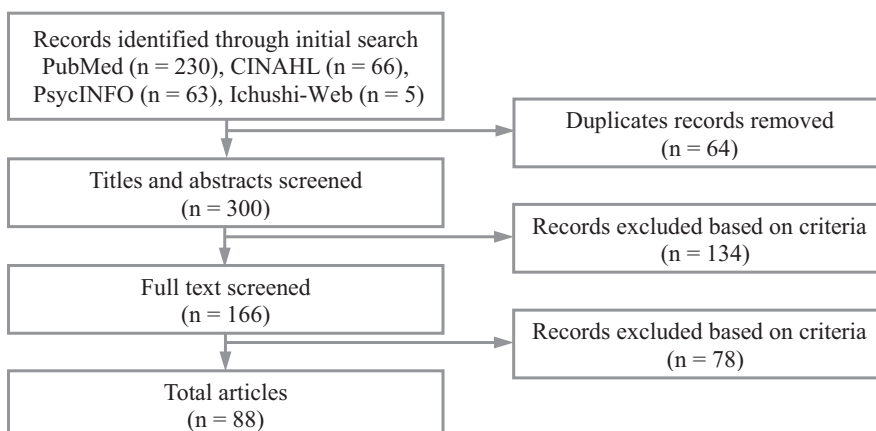 Records identified through initial search
PubMed (n = 230), CINAHL (n = 66),
PsycINFO (n = 63), Ichushi-Web (n = 5)
Duplicates records removed
(n = 64)
Titles and abstracts screened
(n = 300)
Records excluded based on criteria
(n = 134)
Full text screened
(n = 166)
Records excluded based on criteria
(n = 78)
Total articles
(n = 88)